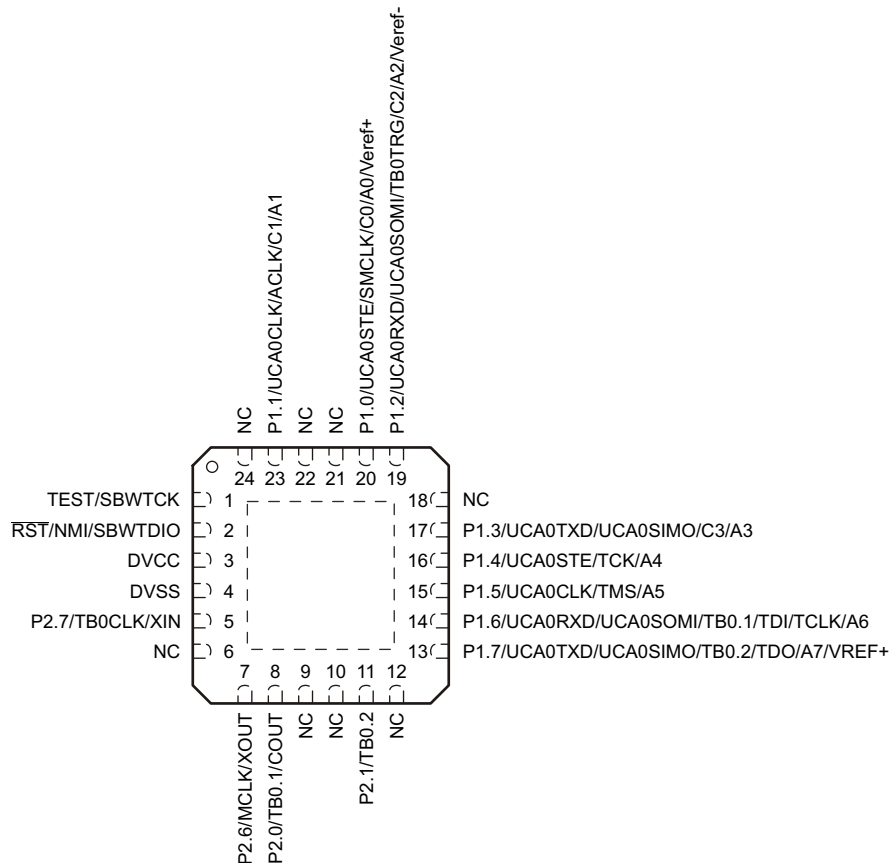 P1.1/UCA0CLK/ACLK/C1/A1
P1.0/UCA0STE/SMCLK/C0/A0/Veref+
P1.2/UCA0RXD/UCA0SOMI/TB0TRG/C2/A2/Veref-
NC
NC
NC
24
23
22
21
20
19
TEST/SBWTCK
1
RST/NMI/SBWTDIO
2
DVCC
3
DVSS
4
P2.7/TB0CLK/XIN
5
NC
6
18
NC
17
P1.3/UCA0TXD/UCA0SIMO/C3/A3
16
P1.4/UCA0STE/TCK/A4
15
P1.5/UCA0CLK/TMS/A5
14
P1.6/UCA0RXD/UCA0SOMI/TB0.1/TDI/TCLK/A6
13
P1.7/UCA0TXD/UCA0SIMO/TB0.2/TDO/A7/VREF+
7
8
9
10
11
12
P2.6/MCLK/XOUT
P2.0/TB0.1/COUT
NC
NC
P2.1/TB0.2
NC